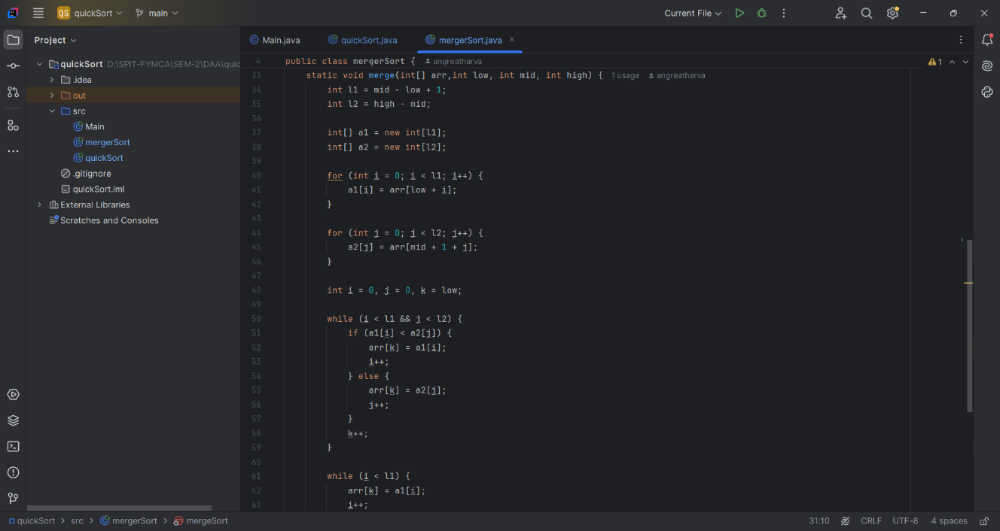 QS quickSort main Current File
Project
Main.java quickSort.java mergerSort.java
quickSort D:\SPIT-FYMCA\SEM-2\DAA\quic
.idea
out
src
Main
mergerSort
quickSort
.gitignore
quickSort.iml
External Libraries
Scratches and Consoles
4 public class mergerSort { angreatharva 1
33 static void merge(int[] arr,int low, int mid, int high) { 1 usage angreatharva
34 int l1 = mid - low + 1;
35 int l2 = high - mid;
36
37 int[] a1 = new int[l1];
38 int[] a2 = new int[l2];
39
40 for (int i = 0; i < l1; i++) {
41 a1[i] = arr[low + i];
42 }
43
44 for (int j = 0; j < l2; j++) {
45 a2[j] = arr[mid + 1 + j];
46 }
47
48 int i = 0, j = 0, k = low;
49
50 while (i < l1 && j < l2) {
51 if (a1[i] < a2[j]) {
52 arr[k] = a1[i];
53 i++;
54 } else {
55 arr[k] = a2[j];
56 j++;
57 }
58 k++;
59 }
60
61 while (i < l1) {
62 arr[k] = a1[i];
63 i++;
quickSort > src > mergerSort > mergeSort 31:10 CRLF UTF-8 4 spaces